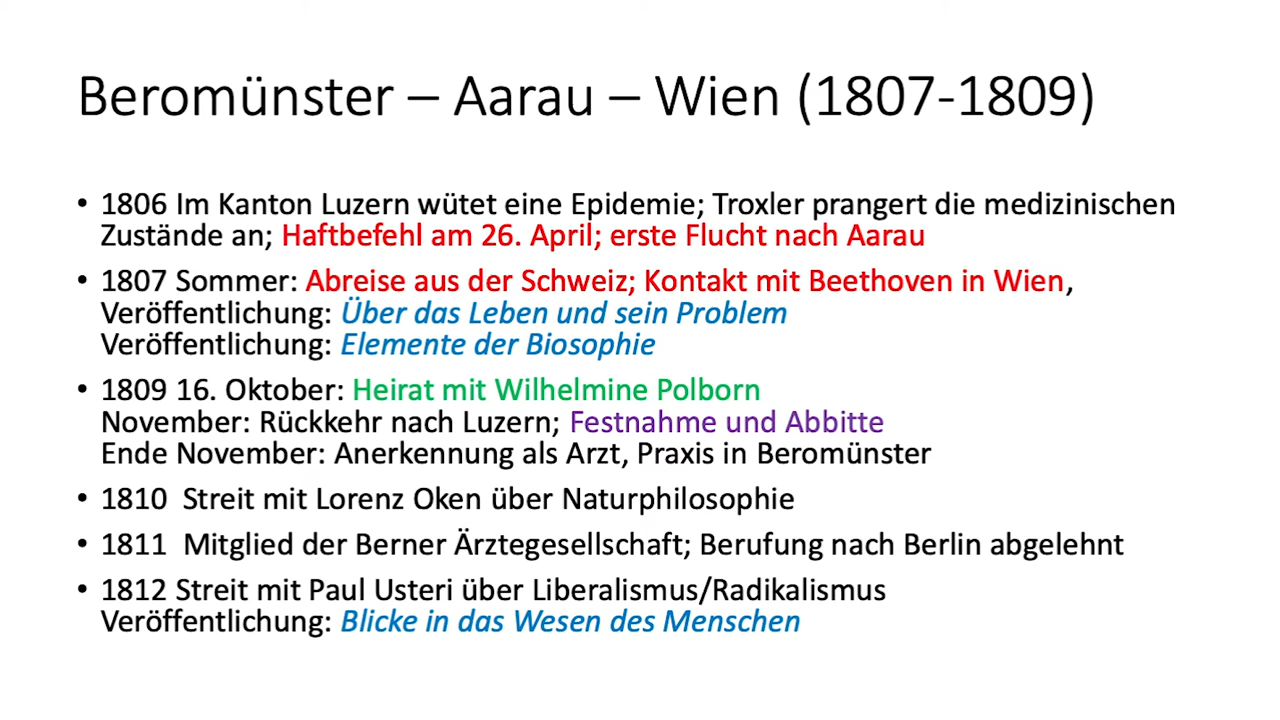 Beromünster – Aarau – Wien (1807-1809)
• 1806 Im Kanton Luzern wütet eine Epidemie; Troxler prangert die medizinischen
Zustände an; Haftbefehl am 26. April; erste Flucht nach Aarau
• 1807 Sommer: Abreise aus der Schweiz; Kontakt mit Beethoven in Wien,
Veröffentlichung: Über das Leben und sein Problem
Veröffentlichung: Elemente der Biosophie
• 1809 16. Oktober: Heirat mit Wilhelmine Polborn
November: Rückkehr nach Luzern; Festnahme und Abbitte
Ende November: Anerkennung als Arzt, Praxis in Beromünster
• 1810  Streit mit Lorenz Oken über Naturphilosophie
• 1811  Mitglied der Berner Ärztegesellschaft; Berufung nach Berlin abgelehnt
• 1812 Streit mit Paul Usteri über Liberalismus/Radikalismus
Veröffentlichung: Blicke in das Wesen des Menschen